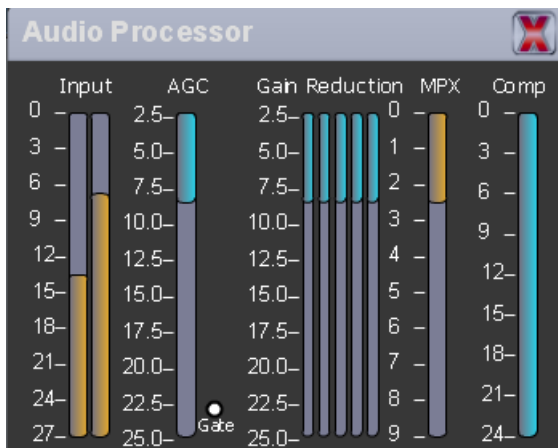 Audio Processor
Input AGC Gain Reduction MPX Comp
0 2.5 2.5 0 0
3 5.0 5.0 1 3
6 7.5 7.5 2 6
9 10.0 10.0 3 9
12 12.5 12.5 4 12
15 15.0 15.0 5 15
18 17.5 17.5 6 18
21 20.0 20.0 7 21
24 22.5 22.5 8 24
Gate
27 25.0 25.0 9